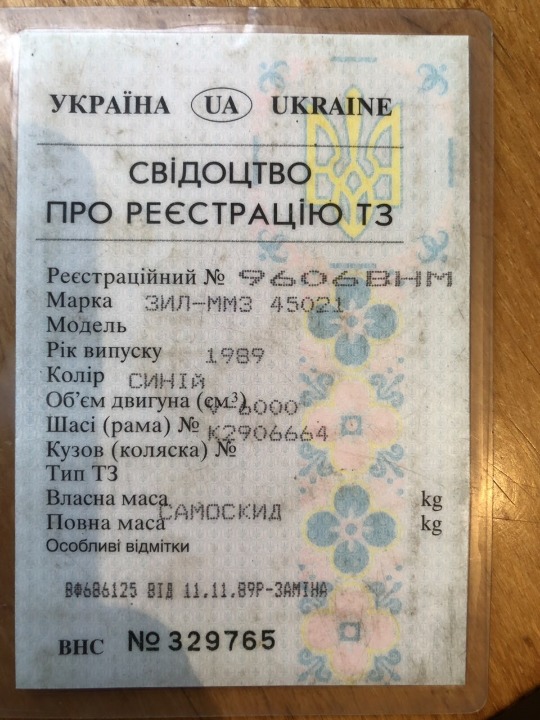 УКРАЇНА UA UKRAINE
СВІДОЦТВО
ПРО РЕЄСТРАЦІЮ ТЗ
Реєстраційний № 9606ВНМ
Марка ЗИЛ-ММЗ 45021
Модель
Рік випуску 1989
Колір СИНІЙ
Об'єм двигуна (см³) V-6000
Шасі (рама) № К2906664
Кузов (коляска) №
Тип ТЗ
Власна маса САМОСКИД kg
Повна маса kg
Особливі відмітки
ВФ686125 ВІД 11.11.89Р-ЗАМІНА
ВНС № 329765